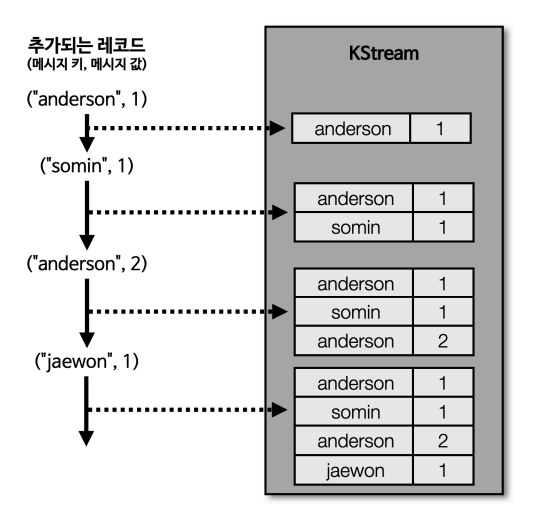 추가되는 레코드
(메시지 키, 메시지 값)
KStream
("anderson", 1)
anderson 1
("somin", 1)
anderson 1
somin 1
("anderson", 2)
anderson 1
somin 1
anderson 2
("jaewon", 1)
anderson 1
somin 1
anderson 2
jaewon 1